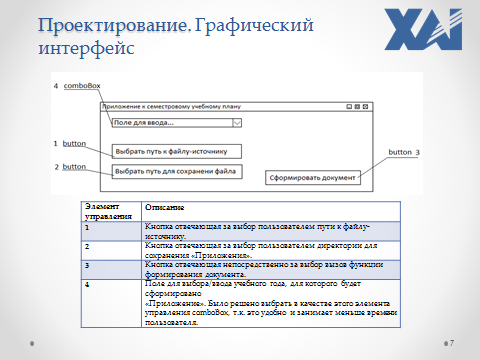 Проектирование. Графический
интерфейс
XAI
4 comboBox
Приложение к семестровому учебному плану
Поле для ввода...
1 button
Выбрать путь к файлу-источнику
button 3
2 button
Выбрать путь для сохранени файла
Сформировать документ
Элемент
управления
Описание
1
Кнопка отвечающая за выбор пользователем пути к файлу-
источнику.
2
Кнопка отвечающая за выбор пользователем директории для
сохранения «Приложения».
3
Кнопка отвечающая непосредственно за выбор вызов функции
формирования документа.
4
Поле для выбора/ввода учебного года, для которого будет
сформировано
«Приложение». Было решено выбрать в качестве этого элемента
управления comboBox, т.к. это удобно и занимает меньше времени
пользователя.
7